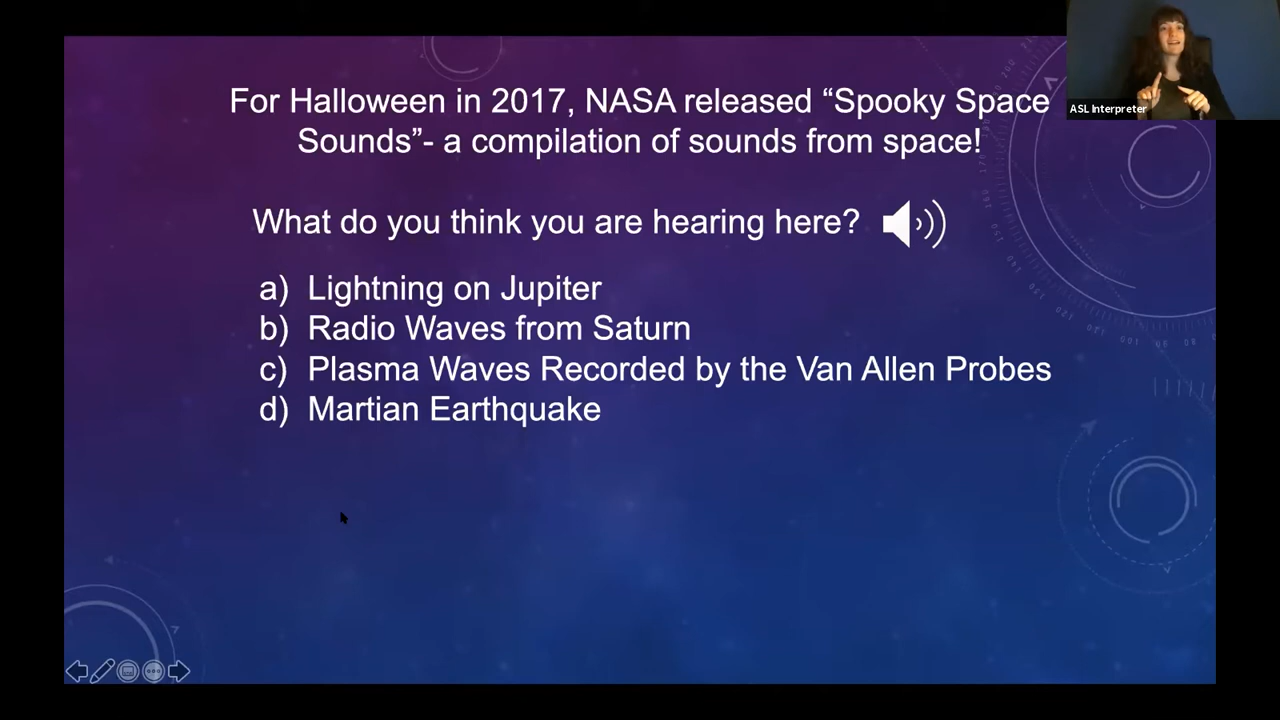 For Halloween in 2017, NASA released “Spooky Space
Sounds”- a compilation of sounds from space!
What do you think you are hearing here?
a) Lightning on Jupiter
b) Radio Waves from Saturn
c) Plasma Waves Recorded by the Van Allen Probes
d) Martian Earthquake
ASL Interpreter